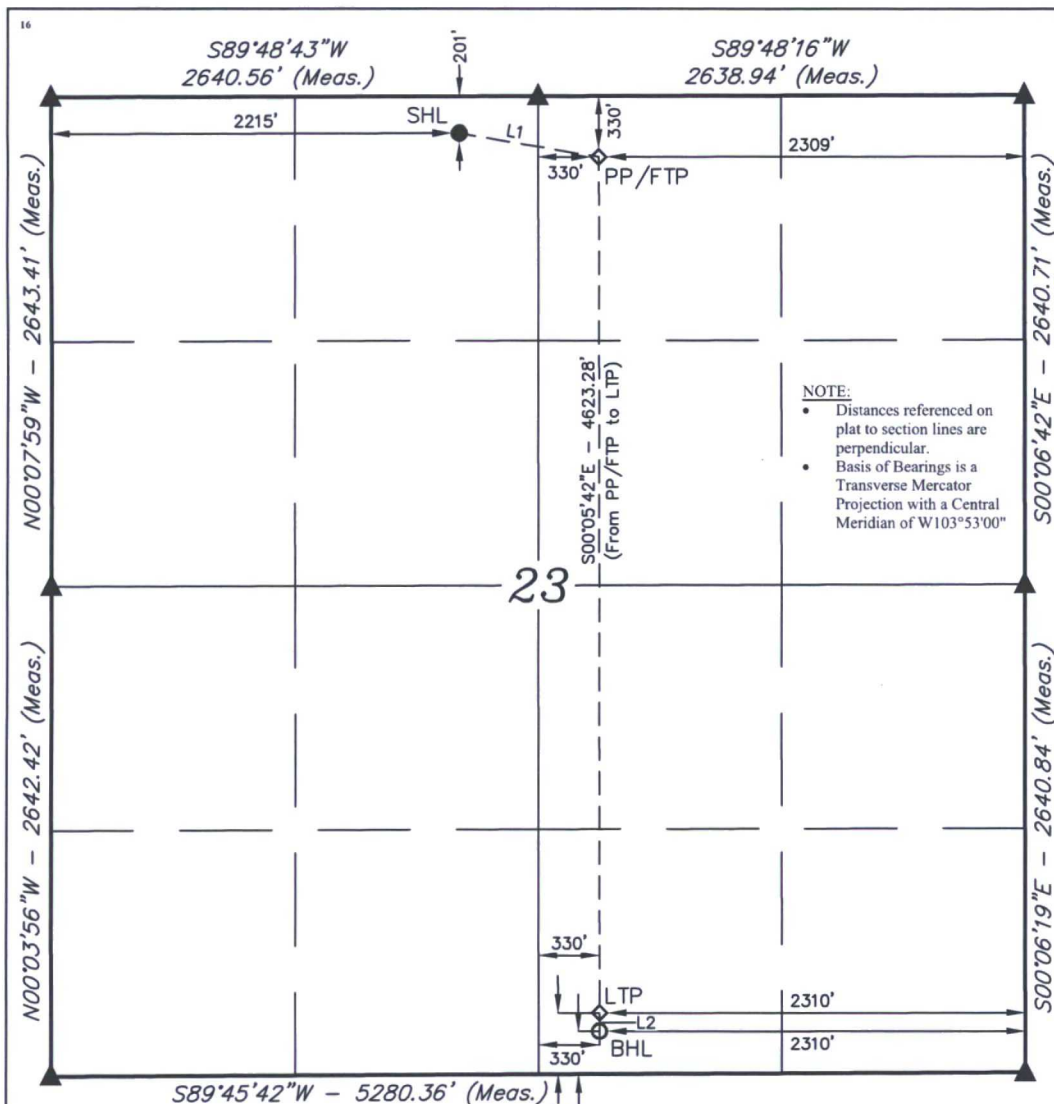 16
S89°48'43"W
2640.56' (Meas.)
201'
S89°48'16"W
2638.94' (Meas.)
2215'
SHL
L1
330'
330'
2309'
PP/FTP
N00°07'59"W - 2643.41' (Meas.)
S00°06'42"E - 2640.71' (Meas.)
S00°05'42"E - 4623.28'
(From PP/FTP to LTP)
NOTE:
• Distances referenced on
plat to section lines are
perpendicular.
• Basis of Bearings is a
Transverse Mercator
Projection with a Central
Meridian of W103°53'00"
23
N00°03'56"W - 2642.42' (Meas.)
S00°06'19"E - 2640.84' (Meas.)
330'
LTP
2310'
L2
330'
BHL
2310'
S89°45'42"W - 5280.36' (Meas.)